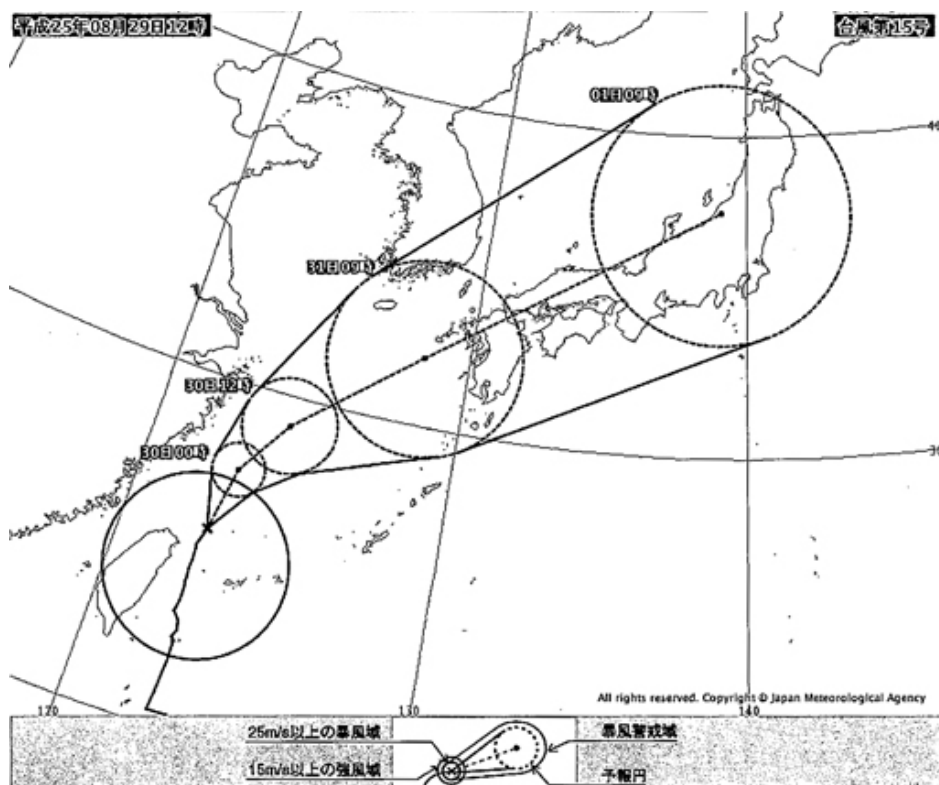 平成25年08月29日12時
台風第15号
01日09時
31日09時
30日12時
30日00時
All rights reserved. Copyright © Japan Meteorological Agency
120
130
140
25m/s以上の暴風域
15m/s以上の強風域
暴風警戒域
予報円